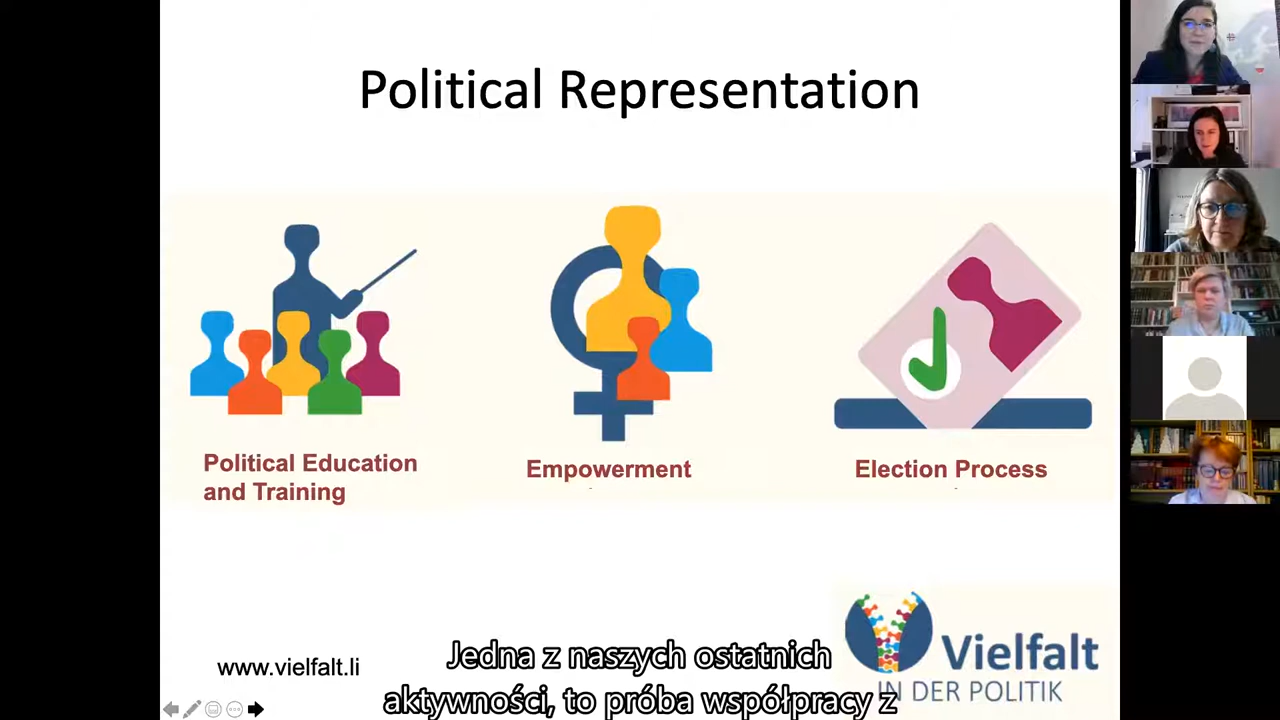 Political Representation
Political Education
and Training
Empowerment
Election Process
www.vielfalt.li
Vielfalt
IN DER POLITIK
Jedna z naszych ostatnich
aktywności, to próba współpracy z